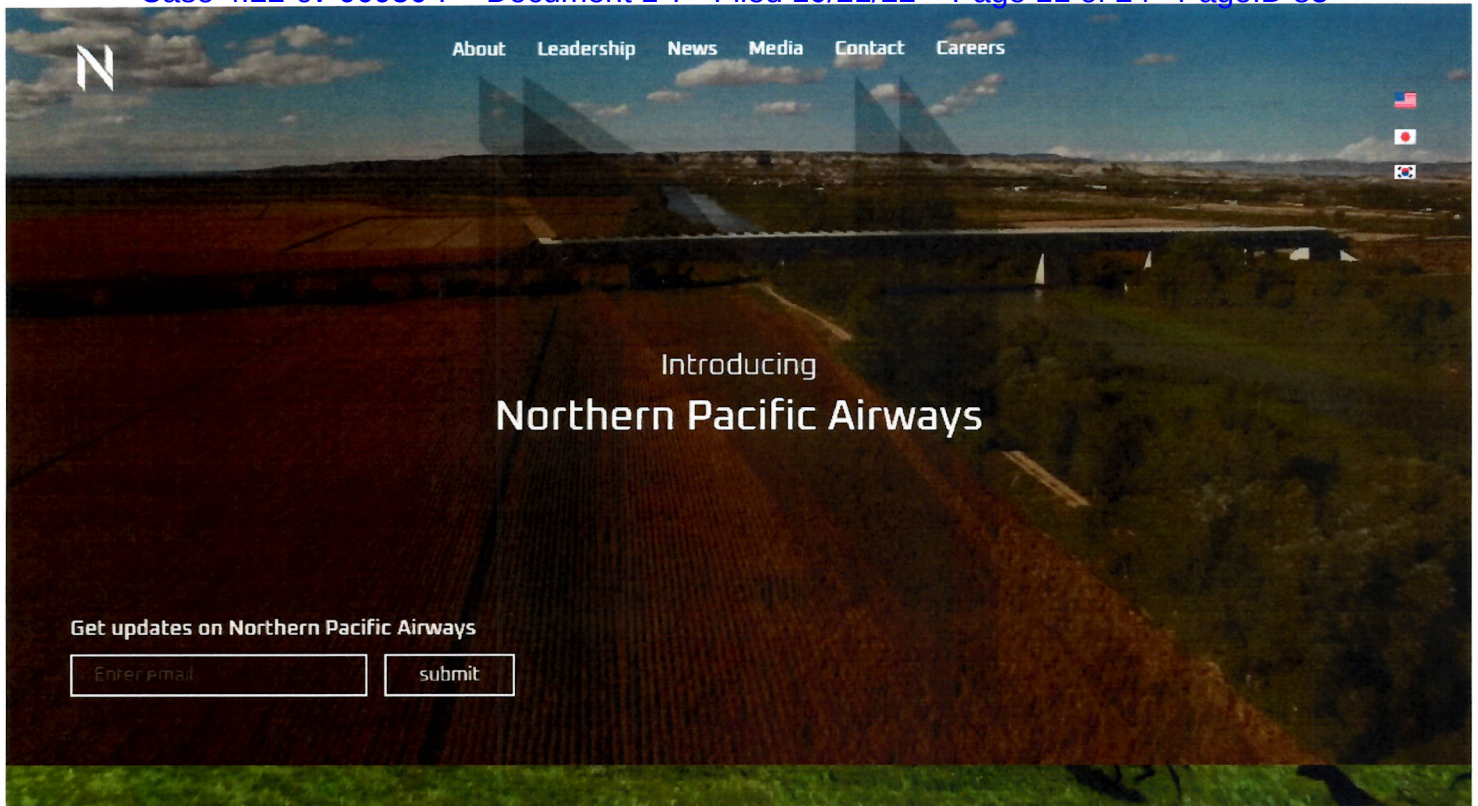 N
About Leadership News Media Contact Careers
Introducing
Northern Pacific Airways
Get updates on Northern Pacific Airways
Enter email
submit